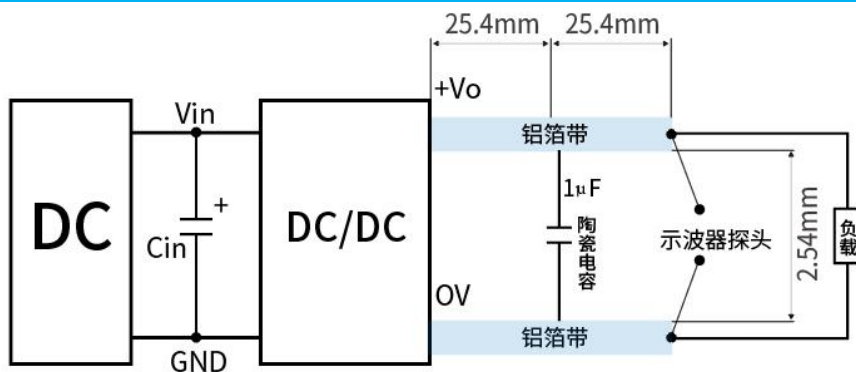 25.4mm
25.4mm
+Vo
Vin
铝箔带
DC
+
Cin
DC/DC
1μF
陶瓷电容
示波器探头
2.54mm
负载
OV
铝箔带
GND